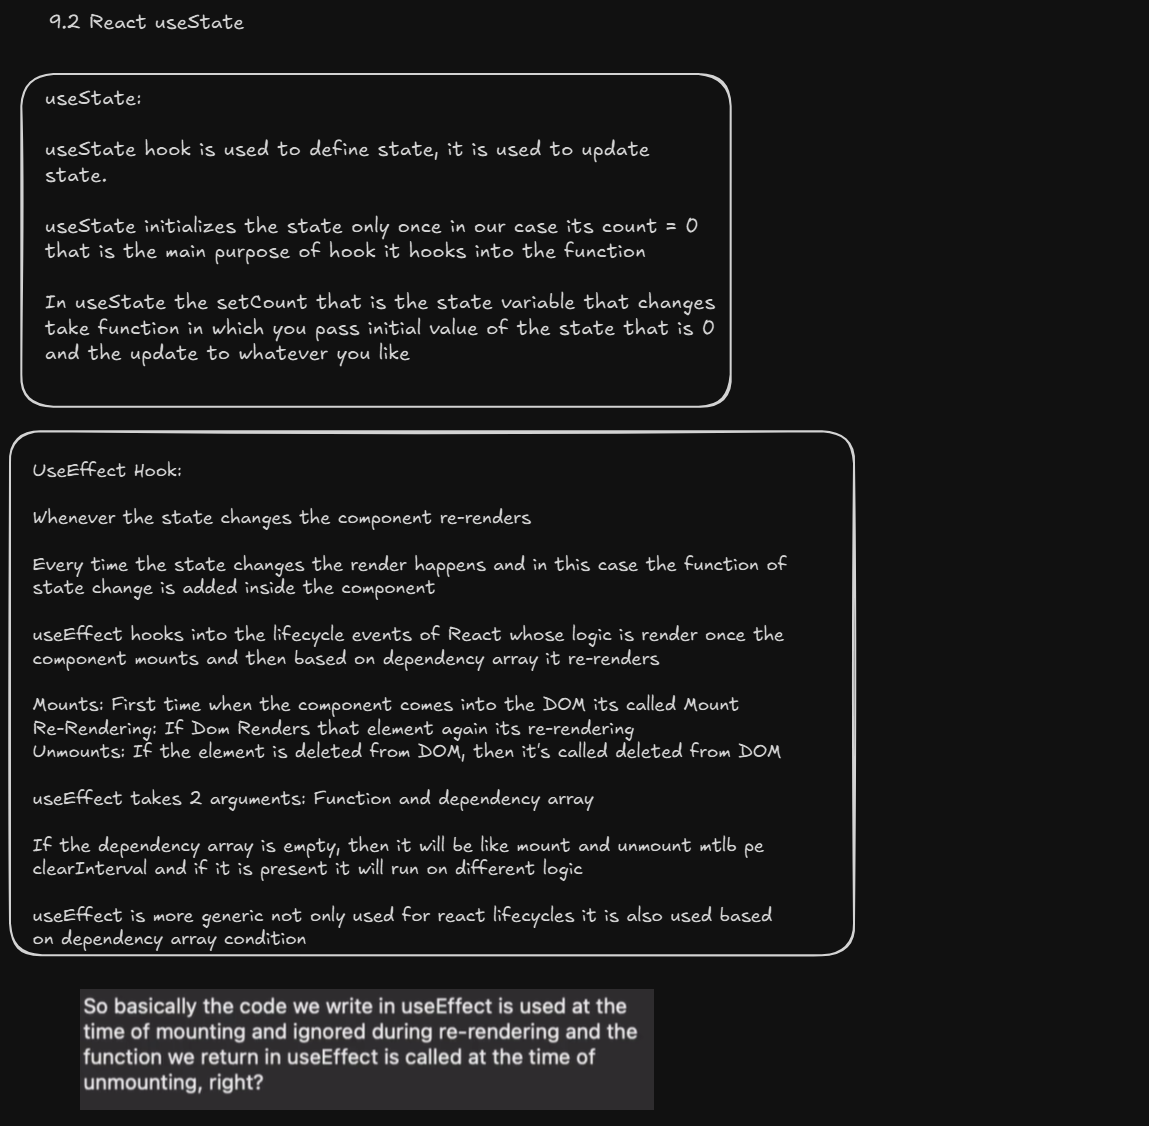 9.2 React useState
useState:
useState hook is used to define state, it is used to update
state.
useState initializes the state only once in our case its count = 0
that is the main purpose of hook it hooks into the function
In useState the setCount that is the state variable that changes
take function in which you pass initial value of the state that is 0
and the update to whatever you like
UseEffect Hook:
Whenever the state changes the component re-renders
Every time the state changes the render happens and in this case the function of
state change is added inside the component
useEffect hooks into the lifecycle events of React whose logic is render once the
component mounts and then based on dependency array it re-renders
Mounts: First time when the component comes into the DOM its called Mount
Re-Rendering: If Dom Renders that element again its re-rendering
Unmounts: If the element is deleted from DOM, then it's called deleted from DOM
useEffect takes 2 arguments: Function and dependency array
If the dependency array is empty, then it will be like mount and unmount mtlb pe
clearInterval and if it is present it will run on different logic
useEffect is more generic not only used for react lifecycles it is also used based
on dependency array condition
So basically the code we write in useEffect is used at the
time of mounting and ignored during re-rendering and the
function we return in useEffect is called at the time of
unmounting, right?